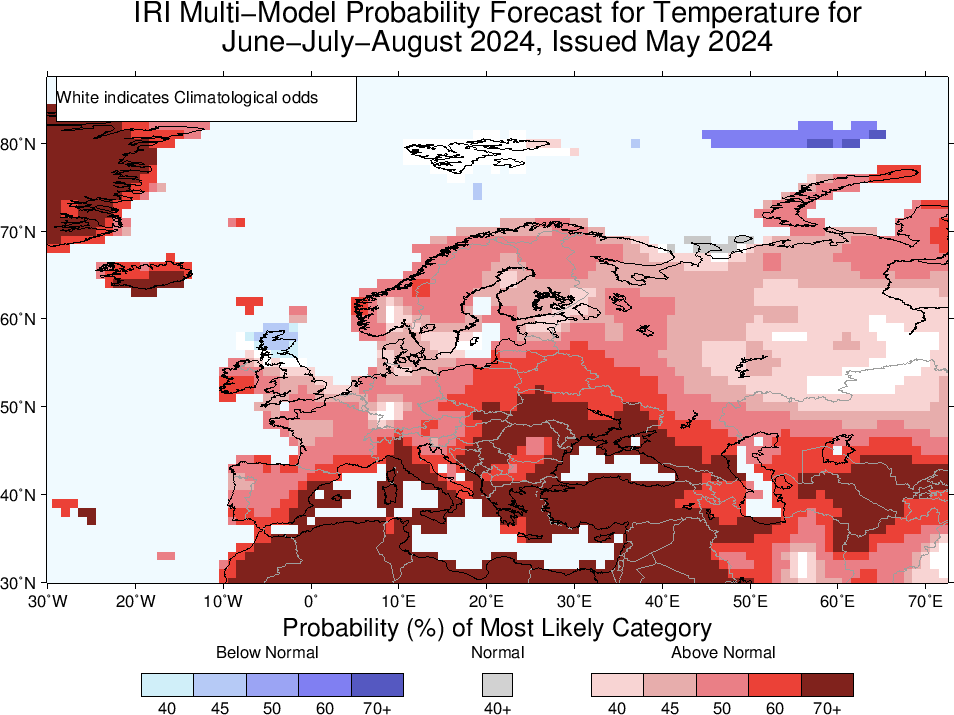 IRI Multi−Model Probability Forecast for Temperature for
June−July−August 2024, Issued May 2024
White indicates Climatological odds
80˚N
70˚N
60˚N
50˚N
40˚N
30˚N
30˚W 20˚W 10˚W 0˚ 10˚E 20˚E 30˚E 40˚E 50˚E 60˚E 70˚E
Probability (%) of Most Likely Category
Below Normal Normal Above Normal
40 45 50 60 70+ 40+ 40 45 50 60 70+